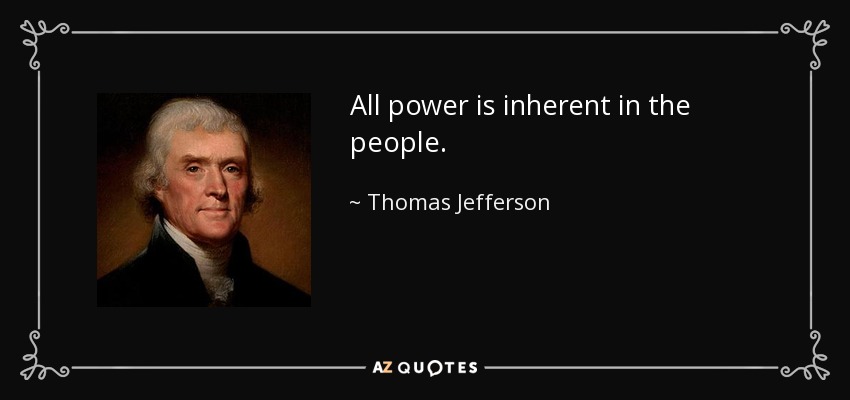 All power is inherent in the
people.
~ Thomas Jefferson
AZ QUOTES